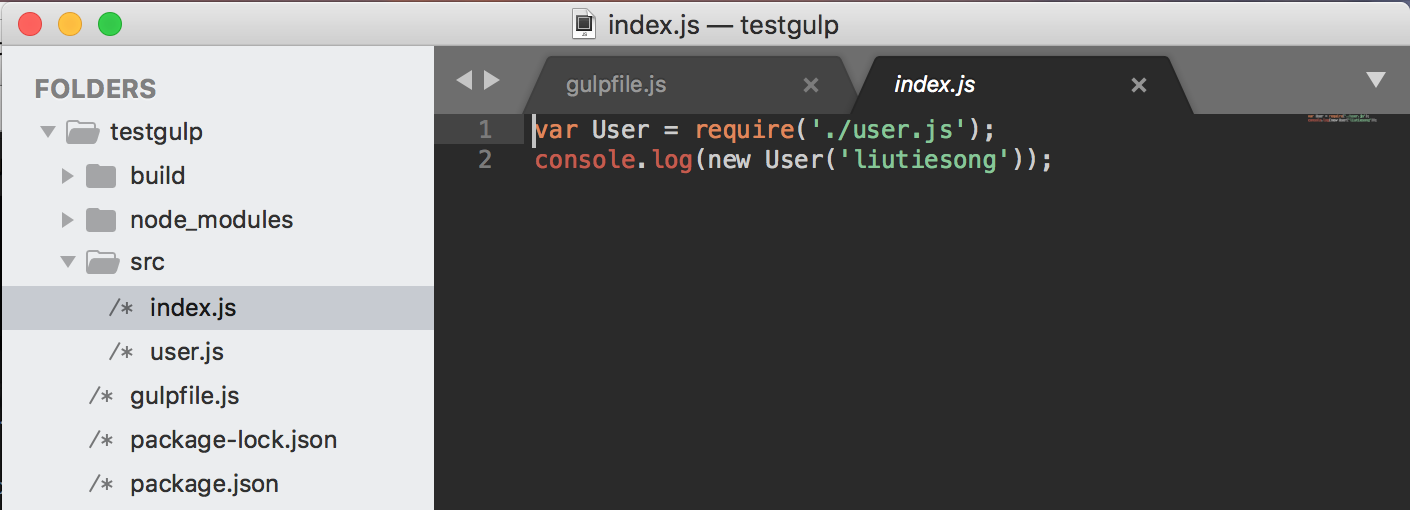 index.js — testgulp
FOLDERS
testgulp
build
node_modules
src
/* index.js
/* user.js
/* gulpfile.js
/* package-lock.json
/* package.json
gulpfile.js ×
index.js ×
1 var User = require('./user.js');
2 console.log(new User('liutiesong'));